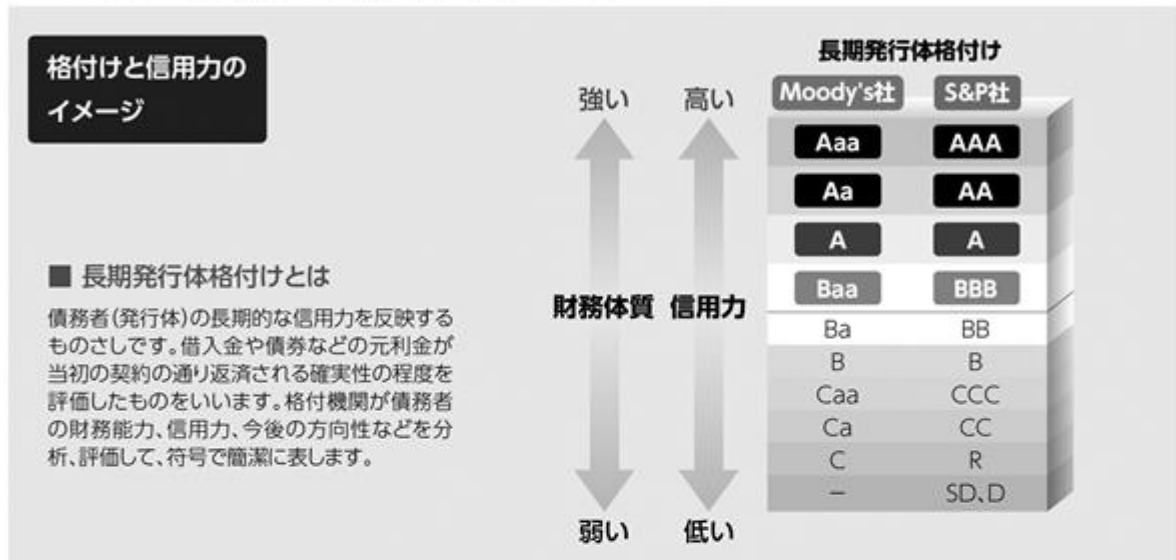 格付けと信用力の
イメージ
■ 長期発行体格付けとは
債務者(発行体)の長期的な信用力を反映する
ものさしです。借入金や債券などの元利金が
当初の契約の通り返済される確実性の程度を
評価したものをいいます。格付機関が債務者
の財務能力、信用力、今後の方向性などを分
析、評価して、符号で簡潔に表します。
長期発行体格付け
強い 高い Moody's社 S&P社
Aaa AAA
Aa AA
A A
Baa BBB
財務体質 信用力
Ba BB
B B
Caa CCC
Ca CC
C R
− SD、D
弱い 低い